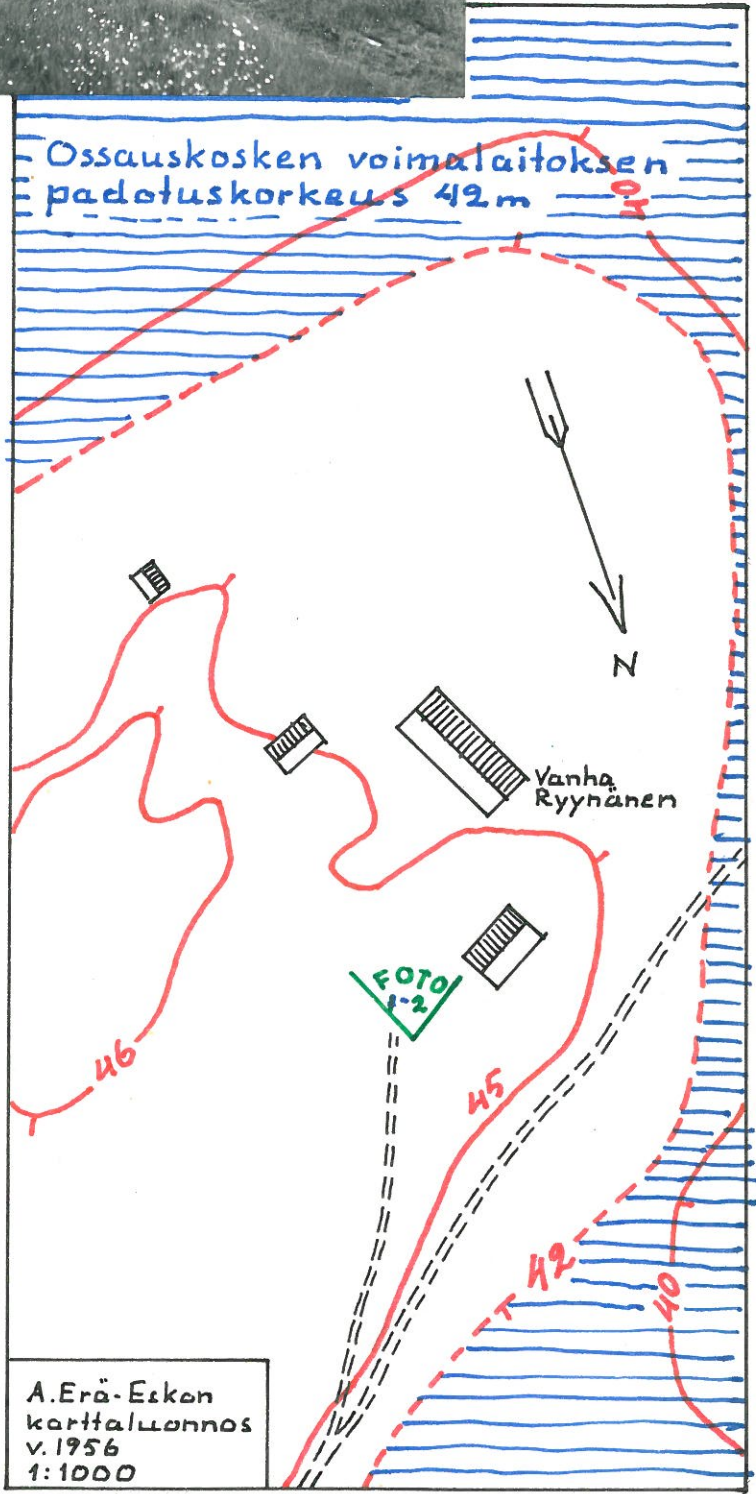 Ossauskosken voimalaitoksen
padotuskorkeus 42m
40
N
Vanha
Ryynänen
FOTO
1-2
46
45
42
40
A.Erä-Eskon
karttaluonnos
v. 1956
1:1000